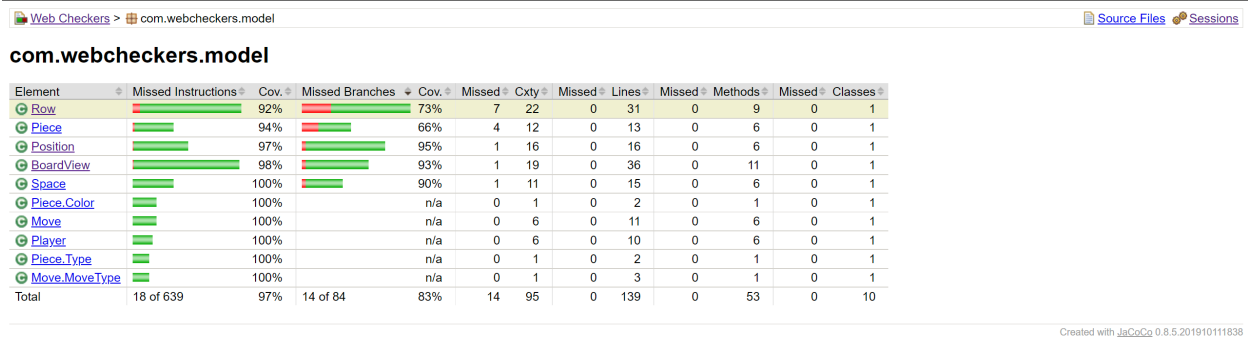 Web Checkers > com.webcheckers.model Source Files Sessions
com.webcheckers.model
Element Missed Instructions Cov. Missed Branches Cov. Missed Cxty Missed Lines Missed Methods Missed Classes
Row 92% 73% 7 22 0 31 0 9 0 1
Piece 94% 66% 4 12 0 13 0 6 0 1
Position 97% 95% 1 16 0 16 0 6 0 1
BoardView 98% 93% 1 19 0 36 0 11 0 1
Space 100% 90% 1 11 0 15 0 6 0 1
Piece.Color 100% n/a 0 1 0 2 0 1 0 1
Move 100% n/a 0 6 0 11 0 6 0 1
Player 100% n/a 0 6 0 10 0 6 0 1
Piece.Type 100% n/a 0 1 0 2 0 1 0 1
Move.MoveType 100% n/a 0 1 0 3 0 1 0 1
Total 18 of 639 97% 14 of 84 83% 14 95 0 139 0 53 0 10
Created with JaCoCo 0.8.5.201910111838